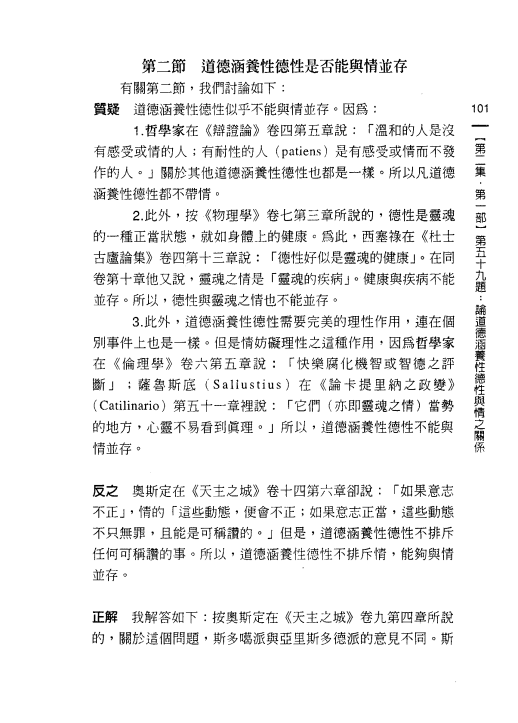 第二節　道德涵養性德性是否能與情並存
有關第二節，我們討論如下：
質疑　道德涵養性德性似乎不能與情並存。因爲：
1.哲學家在《辯證論》卷四第五章說：「溫和的人是沒
有感受或情的人；有耐性的人（patiens）是有感受或情而不發
作的人。」關於其他道德涵養性德性也都是一樣。所以凡道德
涵養性德性都不帶情。
2.此外，按《物理學》卷七第三章所說的，德性是靈魂
的一種正當狀態，就如身體上的健康。爲此，西塞祿在《杜士
古廬論集》卷四第十三章說：「德性好似是靈魂的健康」。在同
卷第十章他又說，靈魂之情是「靈魂的疾病」。健康與疾病不能
並存。所以，德性與靈魂之情也不能並存。
3.此外，道德涵養性德性需要完美的理性作用，連在個
別事件上也是一樣。但是情妨礙理性之這種作用，因爲哲學家
在《倫理學》卷六第五章說：「快樂腐化機智或智德之評
斷」；薩魯斯底（Sallustius）在《論卡提里納之政變》
（Catilinario）第五十一章裡說：「它們（亦即靈魂之情）當勢
的地方，心靈不易看到眞理。」所以，道德涵養性德性不能與
情並存。
反之　奧斯定在《天主之城》卷十四第六章卻說：「如果意志
不正」，情的「這些動態，便會不正；如果意志正當，這些動態
不只無罪，且能是可稱讚的。」但是，道德涵養性德性不排斥
任何可稱讚的事。所以，道德涵養性德性不排斥情，能夠與情
並存。
正解　我解答如下：按奧斯定在《天主之城》卷九第四章所說
的，關於這個問題，斯多噶派與亞里斯多德派的意見不同。斯
101
【第二集．第一部】第五十九題：論道德涵養性德性與情之關係